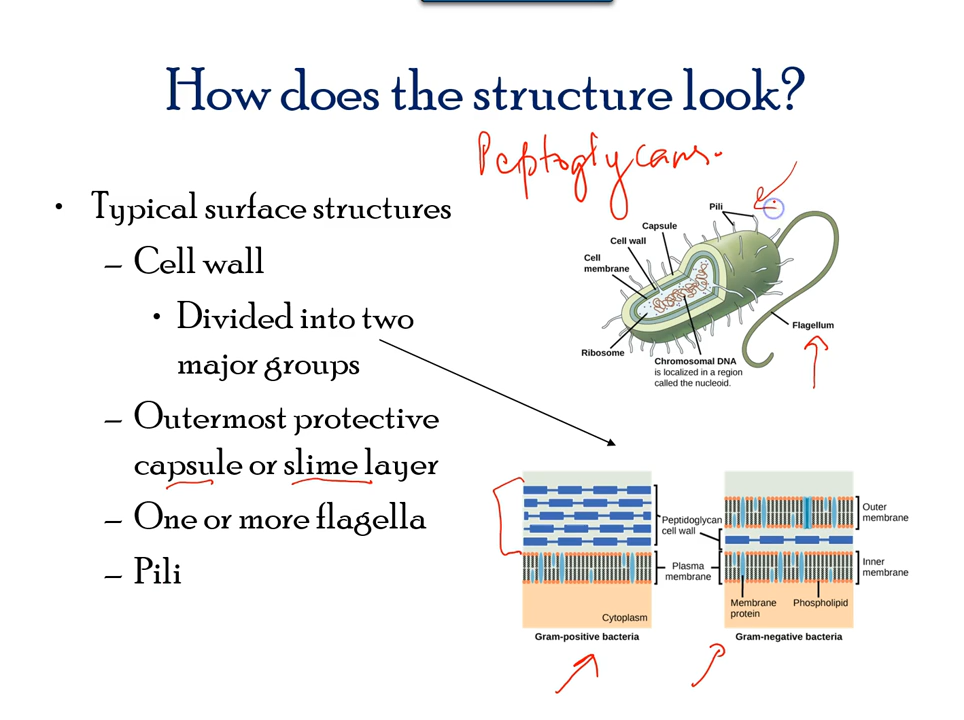 How does the structure look?
Peptoglycans.
• Typical surface structures
– Cell wall
• Divided into two
major groups
– Outermost protective
capsule or slime layer
– One or more flagella
– Pili
Pili
Capsule
Cell wall
Cell
membrane
Flagellum
Ribosome
Chromosomal DNA
is localized in a region
called the nucleoid.
Peptidoglycan
cell wall
Plasma
membrane
Cytoplasm
Gram-positive bacteria
Outer
membrane
Inner
membrane
Membrane
protein
Phospholipid
Gram-negative bacteria